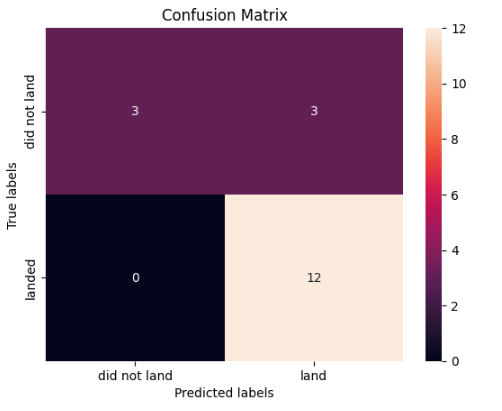 Confusion Matrix
True labels
did not land
landed
3 3
0 12
did not land land
Predicted labels
12
10
8
6
4
2
0